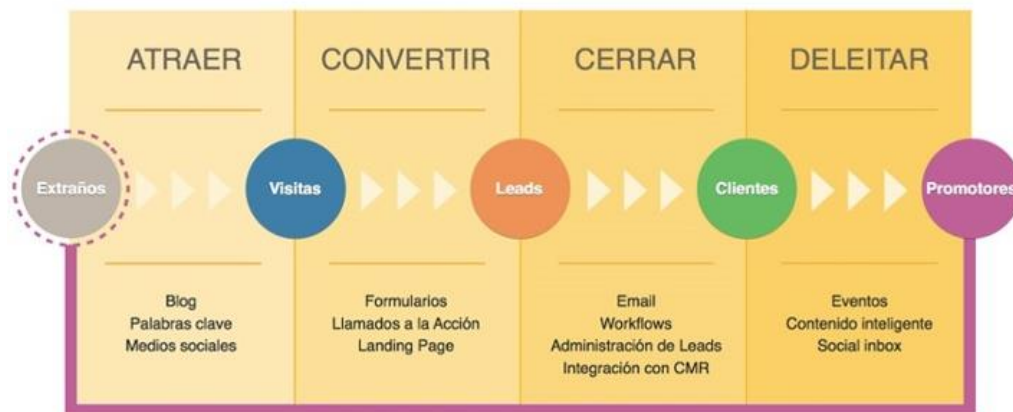 ATRAER
CONVERTIR
CERRAR
DELEITAR
Extraños
Visitas
Leads
Clientes
Promotores
Blog
Palabras clave
Medios sociales
Formularios
Llamados a la Acción
Landing Page
Email
Workflows
Administración de Leads
Integración con CMR
Eventos
Contenido inteligente
Social inbox